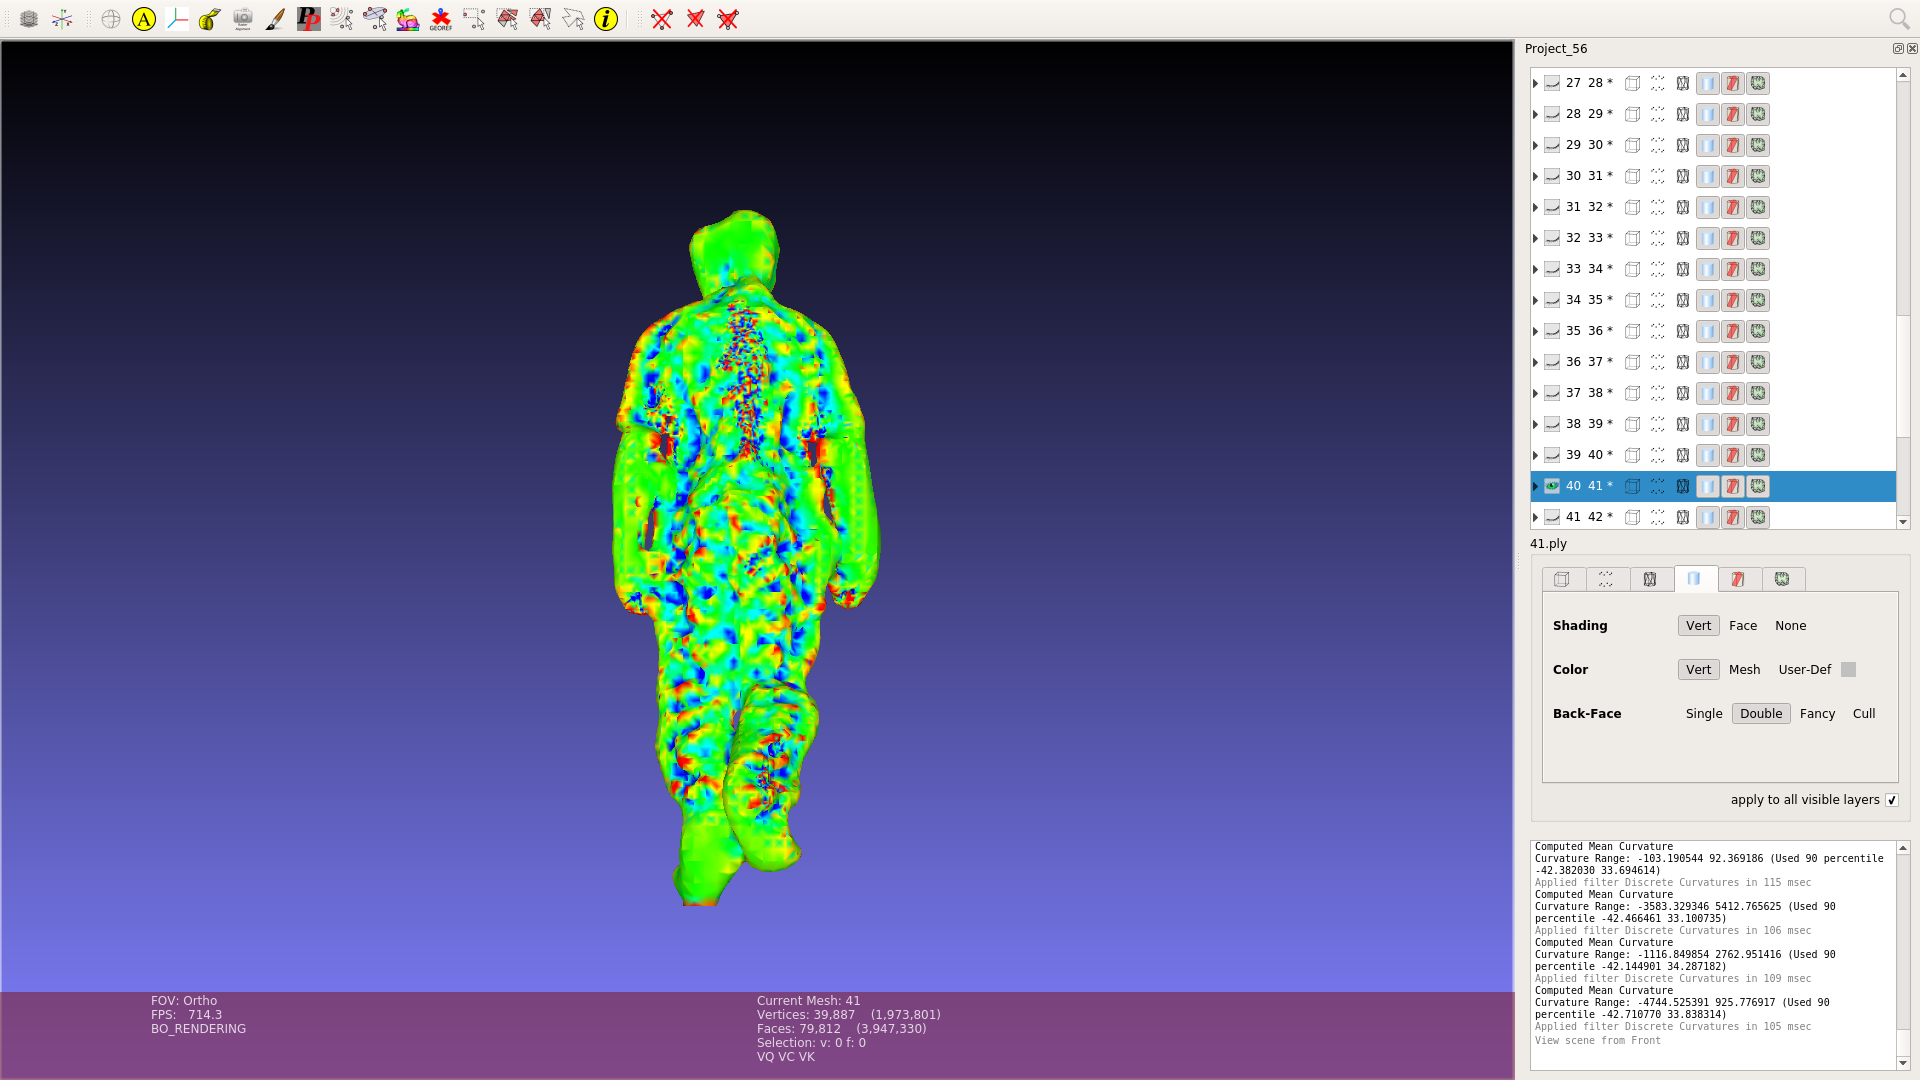 A
PP
GEOREF
i
Project_56
27 28 *
28 29 *
29 30 *
30 31 *
31 32 *
32 33 *
33 34 *
34 35 *
35 36 *
36 37 *
37 38 *
38 39 *
39 40 *
40 41 *
41 42 *
41.ply
Shading Vert Face None
Color Vert Mesh User-Def
Back-Face Single Double Fancy Cull
apply to all visible layers
Computed Mean Curvature
Curvature Range: -103.190544 92.369186 (Used 90 percentile
-42.382030 33.694614)
Applied filter Discrete Curvatures in 115 msec
Computed Mean Curvature
Curvature Range: -3583.329346 5412.765625 (Used 90
percentile -42.466461 33.100735)
Applied filter Discrete Curvatures in 106 msec
Computed Mean Curvature
Curvature Range: -1116.849854 2762.951416 (Used 90
percentile -42.144901 34.287182)
Applied filter Discrete Curvatures in 109 msec
Computed Mean Curvature
Curvature Range: -4744.525391 925.776917 (Used 90
percentile -42.710770 33.838314)
Applied filter Discrete Curvatures in 105 msec
View scene from Front
FOV: Ortho
FPS: 714.3
BO_RENDERING
Current Mesh: 41
Vertices: 39,887 (1,973,801)
Faces: 79,812 (3,947,330)
Selection: v: 0 f: 0
VQ VC VK